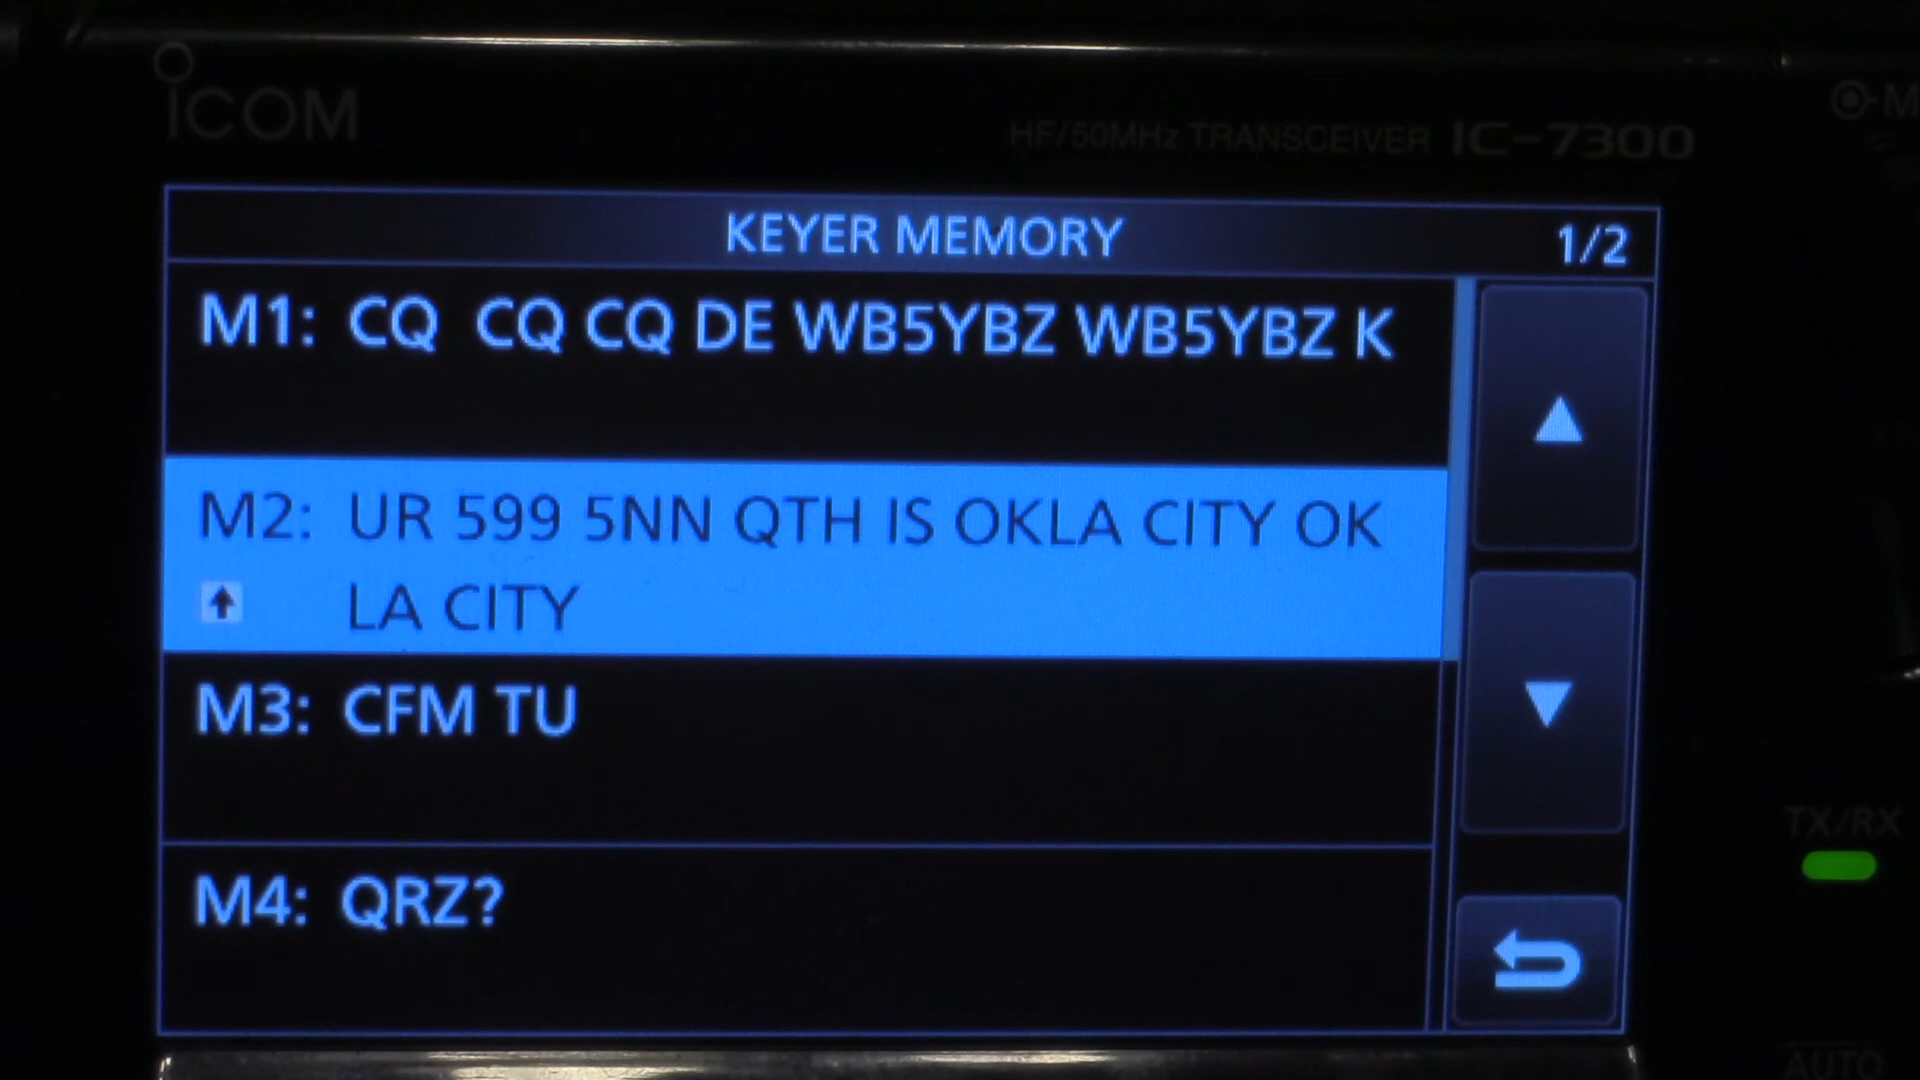 ICOM
HF/50MHz TRANSCEIVER IC-7300
KEYER MEMORY 1/2
M1: CQ  CQ CQ DE WB5YBZ WB5YBZ K
M2: UR 599 5NN QTH IS OKLA CITY OK
LA CITY
M3: CFM TU
M4: QRZ?
TX/RX
AUTO